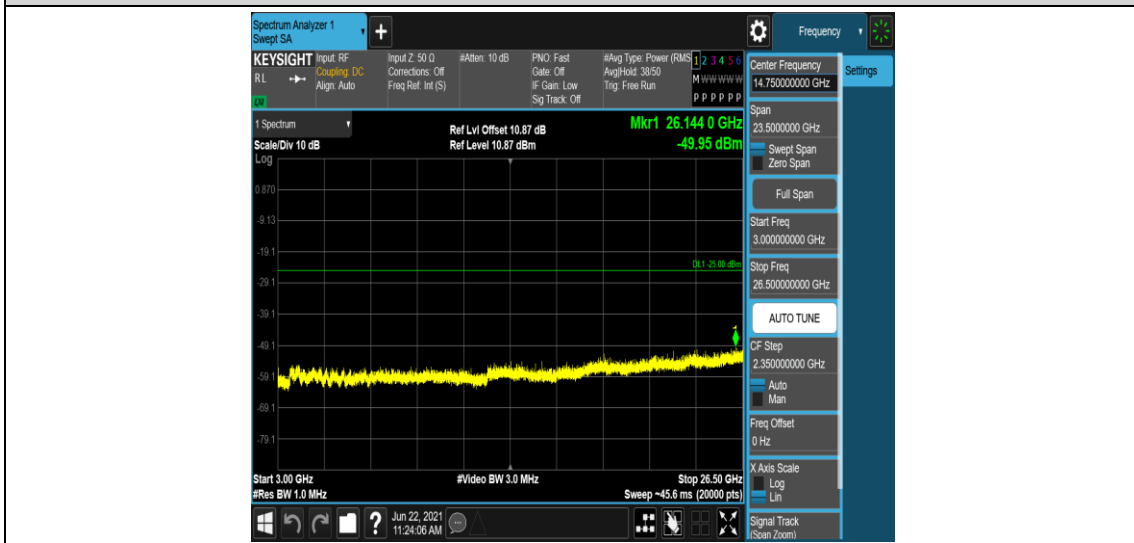 Spectrum Analyzer 1
Swept SA
+
Frequency
KEYSIGHT
RL
LXI
Input: RF
Coupling: DC
Align: Auto
Input Z: 50 Ω
Corrections: Off
Freq Ref: Int (S)
#Atten: 10 dB
PNO: Fast
Gate: Off
IF Gain: Low
Sig Track: Off
#Avg Type: Power (RMS
Avg|Hold: 38/50
Trig: Free Run
1 2 3 4 5 6
M W W W W W
P P P P P P
1 Spectrum
Scale/Div 10 dB
Ref Lvl Offset 10.87 dB
Ref Level 10.87 dBm
Mkr1 26.144 0 GHz
-49.95 dBm
Log
0.870
-9.13
-19.1
-29.1
-39.1
-49.1
-59.1
-69.1
-79.1
DL1 -25.00 dBm
1
Start 3.00 GHz
#Res BW 1.0 MHz
#Video BW 3.0 MHz
Stop 26.50 GHz
Sweep ~45.6 ms (20000 pts)
Jun 22, 2021
11:24:06 AM
?
Center Frequency
14.750000000 GHz
Settings
Span
23.5000000 GHz
Swept Span
Zero Span
Full Span
Start Freq
3.000000000 GHz
Stop Freq
26.500000000 GHz
AUTO TUNE
CF Step
2.350000000 GHz
Auto
Man
Freq Offset
0 Hz
X Axis Scale
Log
Lin
Signal Track
(Span Zoom)